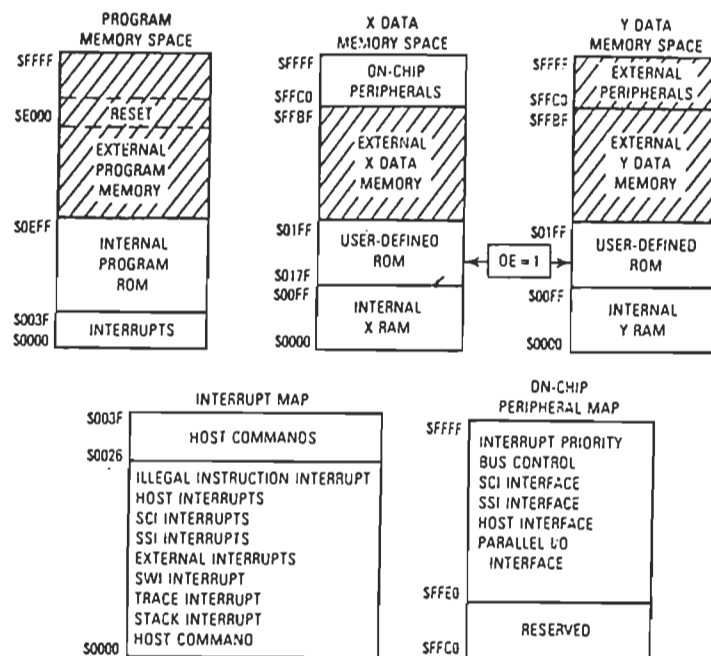 PROGRAM
MEMORY SPACE
$FFFF
$E000
RESET
EXTERNAL
PROGRAM
MEMORY
$0EFF
INTERNAL
PROGRAM
ROM
$003F
INTERRUPTS
$0000
X DATA
MEMORY SPACE
$FFFF
ON-CHIP
PERIPHERALS
$FFC0
$FFBF
EXTERNAL
X DATA
MEMORY
$01FF
USER-DEFINED
ROM
$017F
$00FF
INTERNAL
X RAM
$0000
OE = 1
Y DATA
MEMORY SPACE
$FFFF
EXTERNAL
PERIPHERALS
$FFC0
$FFBF
EXTERNAL
Y DATA
MEMORY
$01FF
USER-DEFINED
ROM
$00FF
INTERNAL
Y RAM
$0000
INTERRUPT MAP
$003F
HOST COMMANDS
$0026
ILLEGAL INSTRUCTION INTERRUPT
HOST INTERRUPTS
SCI INTERRUPTS
SSI INTERRUPTS
EXTERNAL INTERRUPTS
SWI INTERRUPT
TRACE INTERRUPT
STACK INTERRUPT
HOST COMMAND
$0000
ON-CHIP
PERIPHERAL MAP
$FFFF
INTERRUPT PRIORITY
BUS CONTROL
SCI INTERFACE
SSI INTERFACE
HOST INTERFACE
PARALLEL I/O
INTERFACE
$FFE0
RESERVED
$FFC0